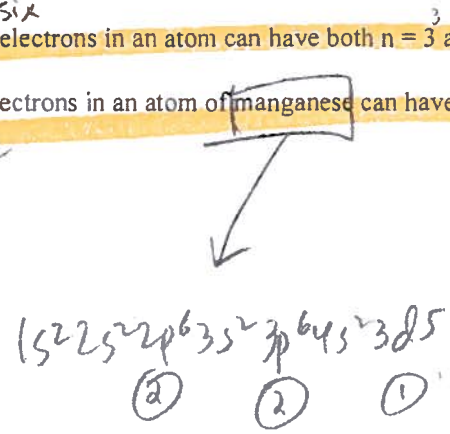 six
3
electrons in an atom can have both n = 3 a
ectrons in an atom of manganese can have
1s²2s²2p⁶3s²3p⁶4s²3d5
2 2 1